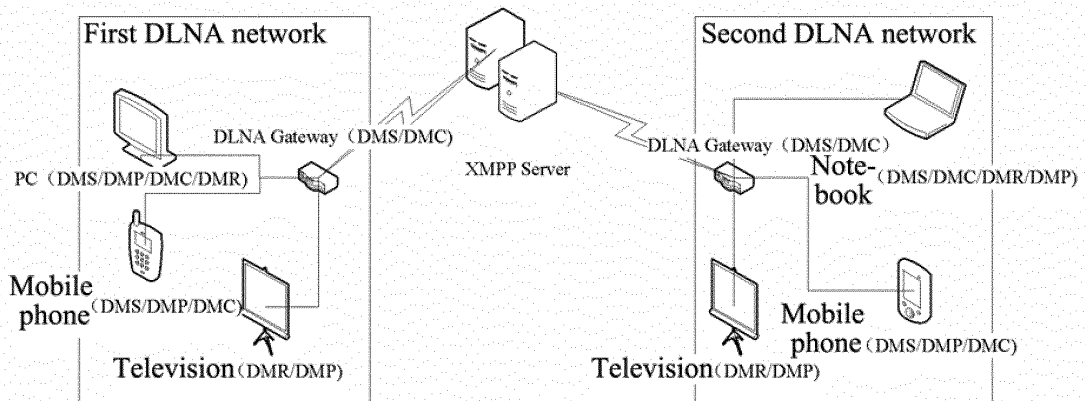 First DLNA network
DLNA Gateway（DMS/DMC）
PC（DMS/DMP/DMC/DMR）
Mobile
phone（DMS/DMP/DMC）
Television（DMR/DMP）
XMPP Server
Second DLNA network
DLNA Gateway（DMS/DMC）
Note-
book（DMS/DMC/DMR/DMP）
Mobile
phone（DMS/DMP/DMC）
Television（DMR/DMP）